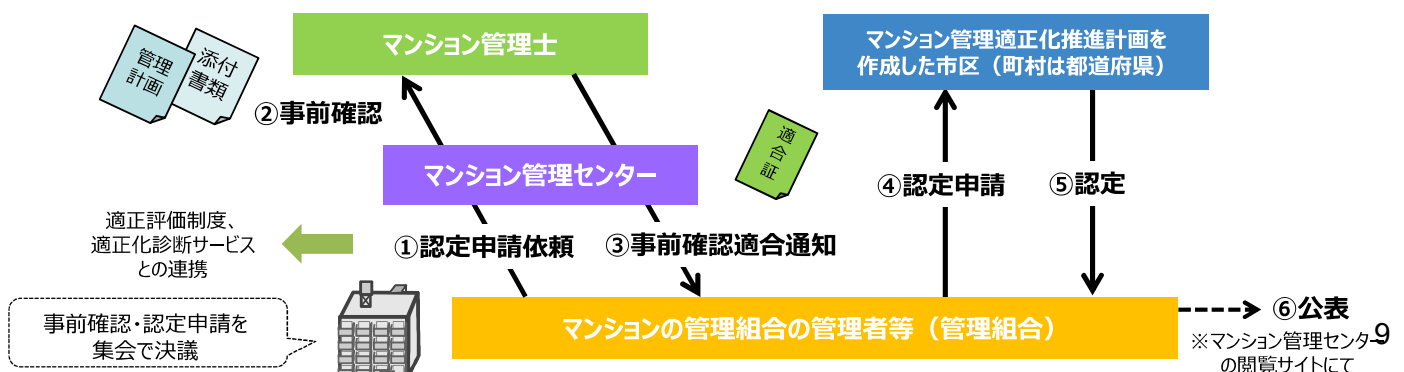 マンション管理士
マンション管理適正化推進計画を
作成した市区（町村は都道府県）
管理
計画
添付
書類
②事前確認
適合証
マンション管理センター
④認定申請
⑤認定
適正評価制度、
適正化診断サービス
との連携
①認定申請依頼
③事前確認適合通知
事前確認・認定申請を
集会で決議
マンションの管理組合の管理者等（管理組合）
⑥公表
※マンション管理センター
の閲覧サイトにて
9